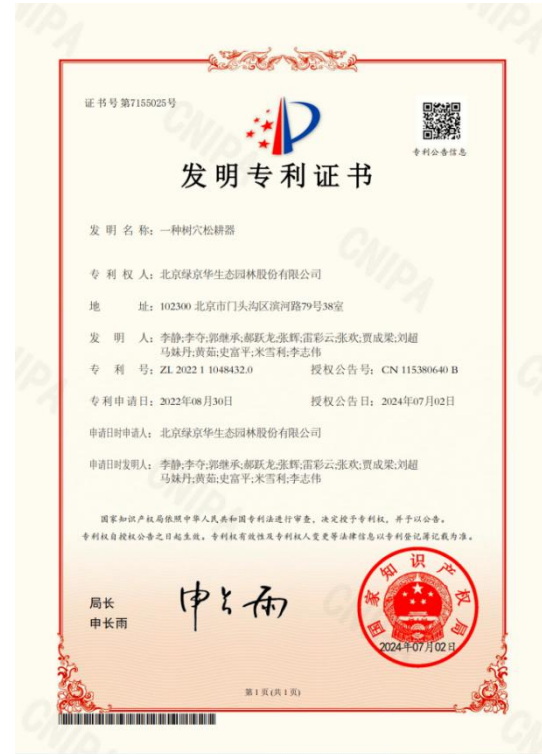 证书号第7155025号
专利公告信息
发明专利证书
发明名称：一种树穴松耕器
专利权人：北京绿京华生态园林股份有限公司
地址：102300 北京市门头沟区滨河路79号38室
发明人：李静;李夺;郭继承;郝跃龙;张辉;雷彩云;张欢;贾成梁;刘超
马妹丹;黄茹;史富平;米雪利;李志伟
专利号：ZL 2022 1 1048432.0 授权公告号：CN 115380640 B
专利申请日：2022年08月30日 授权公告日：2024年07月02日
申请日时申请人：北京绿京华生态园林股份有限公司
申请日时发明人：李静;李夺;郭继承;郝跃龙;张辉;雷彩云;张欢;贾成梁;刘超
马妹丹;黄茹;史富平;米雪利;李志伟
国家知识产权局依照中华人民共和国专利法进行审查，决定授予专利权，并予以公告。
专利权自授权公告之日起生效。专利权有效性及专利权人变更等法律信息以专利登记簿记载为准。
局长
申长雨
申长雨
国家知识产权局
2024年07月02日
第1页(共1页)
CNIPA